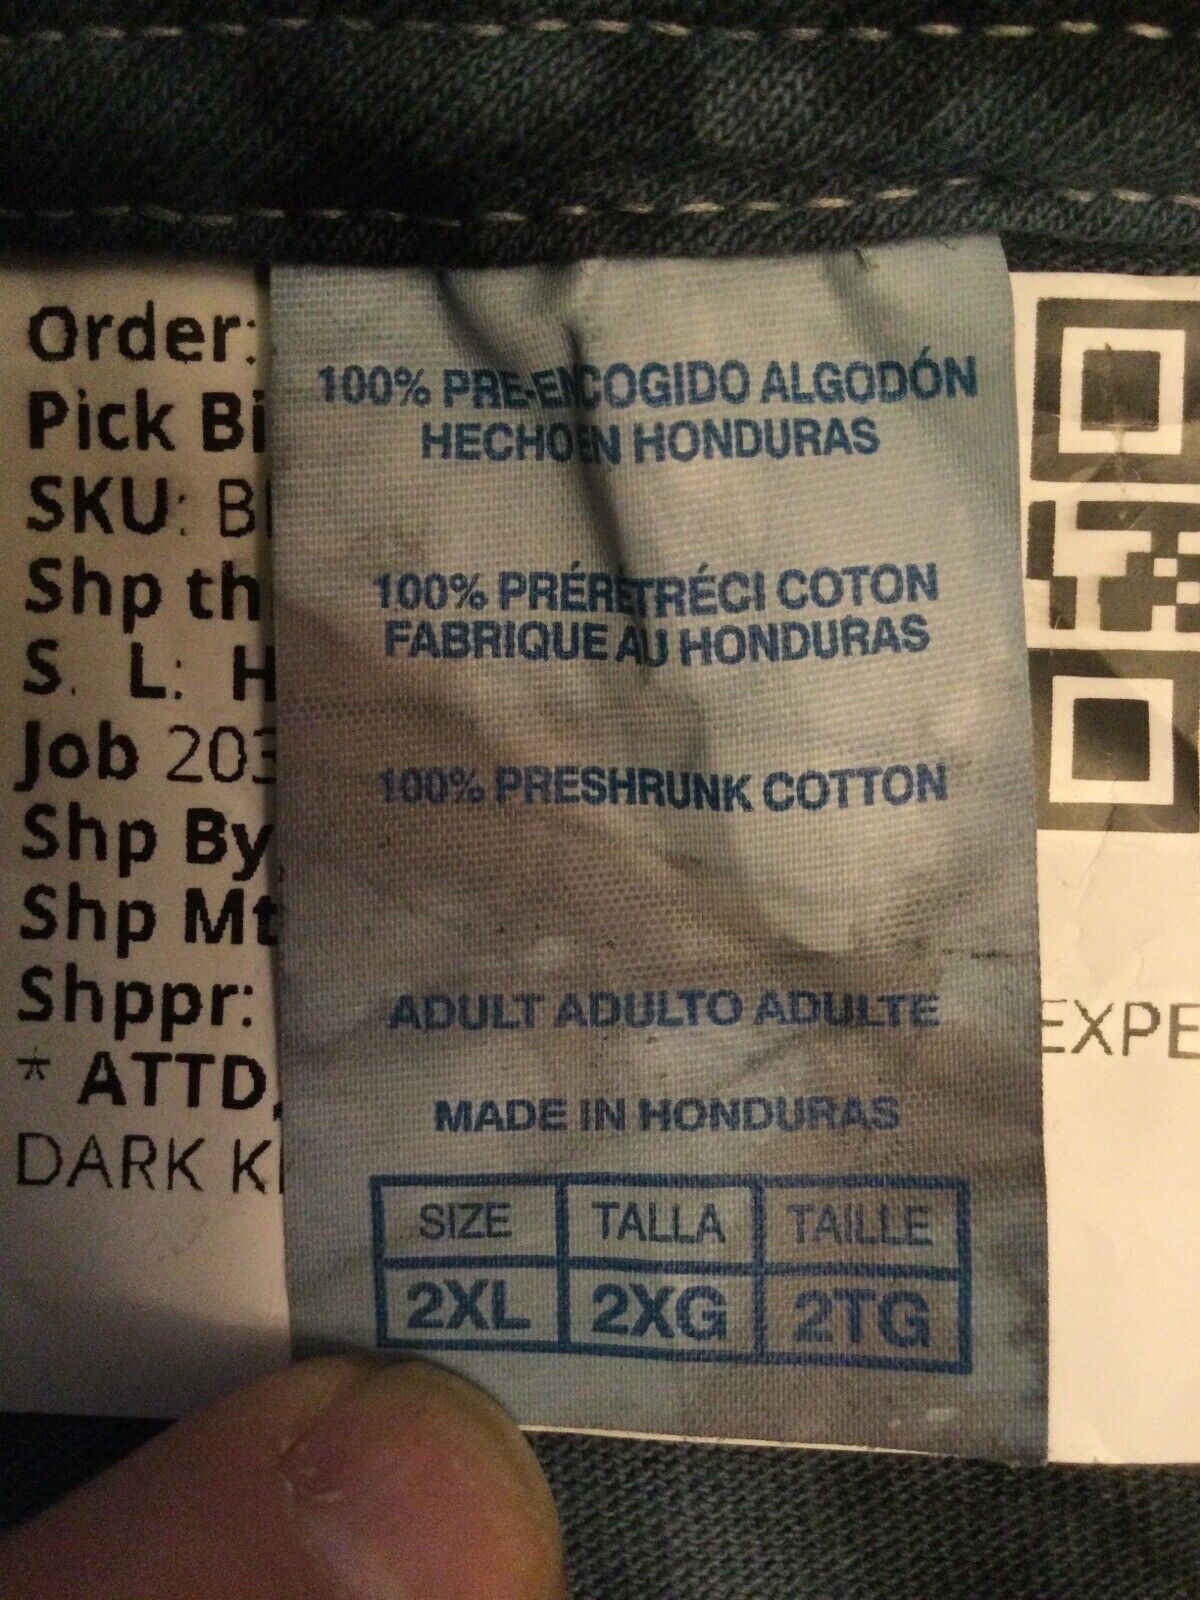 Order:
Pick Bi
SKU: B
Shp th
S. L: H
Job 203
Shp By
Shp Mt
Shppr:
* ATTD,
DARK K
100% PRE-ENCOGIDO ALGODÓN
HECHO EN HONDURAS
100% PRÉRETRÉCI COTON
FABRIQUE AU HONDURAS
100% PRESHRUNK COTTON
ADULT ADULTO ADULTE
MADE IN HONDURAS
SIZE TALLA TAILLE
2XL 2XG 2TG
EXPE